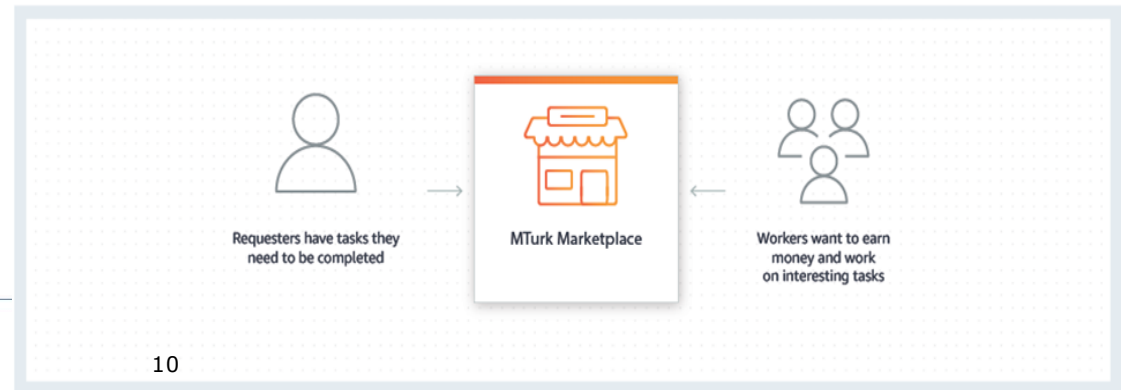 Requesters have tasks they
need to be completed
MTurk Marketplace
Workers want to earn
money and work
on interesting tasks
10